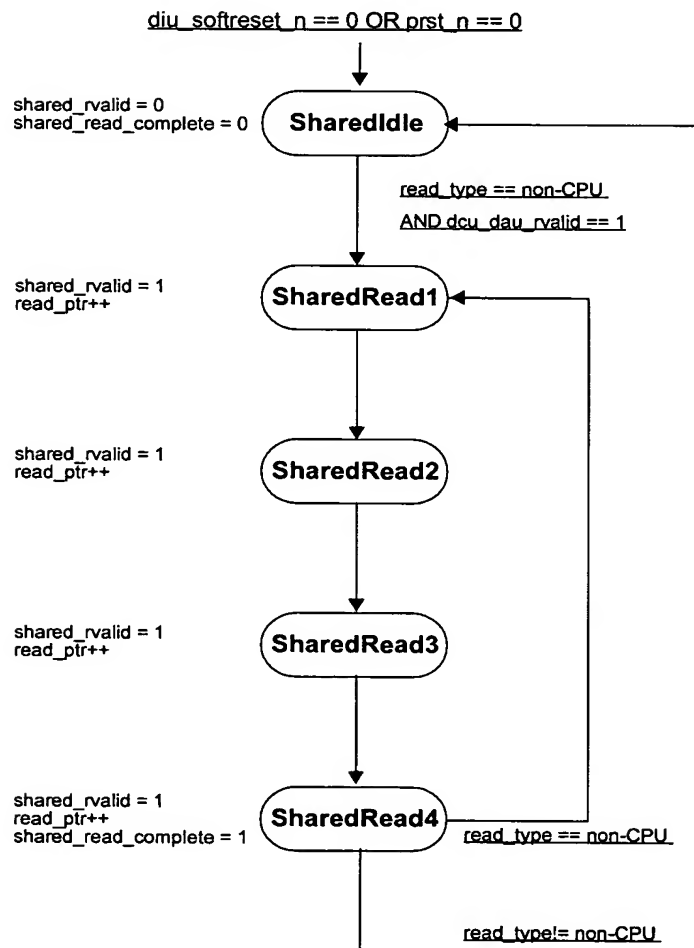 diu_softreset_n == 0 OR prst_n == 0
shared_rvalid = 0
shared_read_complete = 0
SharedIdle
read_type == non-CPU
AND dcu_dau_rvalid == 1
shared_rvalid = 1
read_ptr++
SharedRead1
shared_rvalid = 1
read_ptr++
SharedRead2
shared_rvalid = 1
read_ptr++
SharedRead3
shared_rvalid = 1
read_ptr++
shared_read_complete = 1
SharedRead4
read_type == non-CPU
read_type!= non-CPU